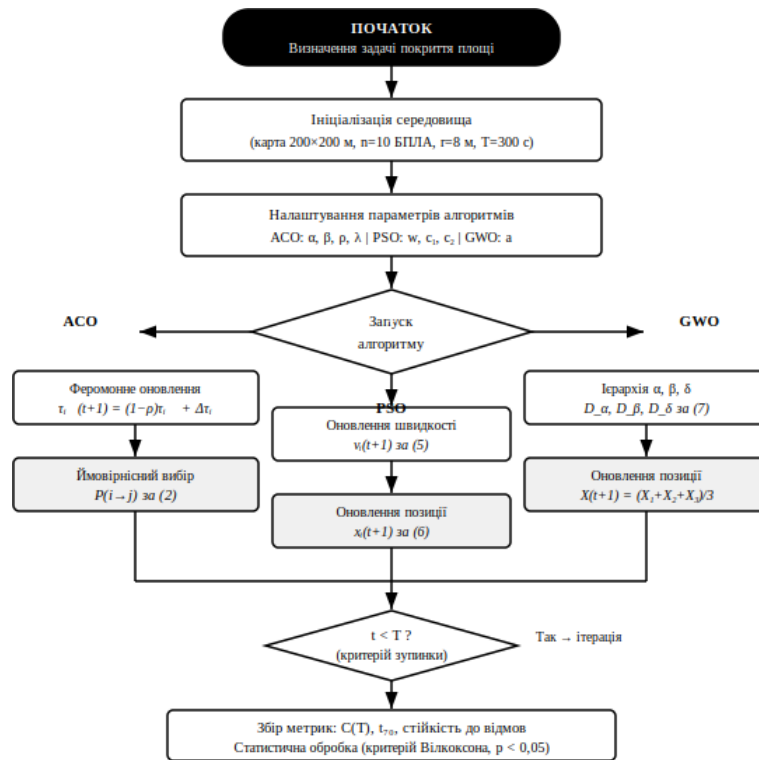 ПОЧАТОК
Визначення задачі покриття площі
Ініціалізація середовища
(карта 200×200 м, n=10 БПЛА, r=8 м, T=300 с)
Налаштування параметрів алгоритмів
ACO: α, β, ρ, λ | PSO: w, c₁, c₂ | GWO: a
Запуск
алгоритму
ACO
GWO
PSO
Феромонне оновлення
τᵢ (t+1) = (1−ρ)τᵢ + Δτᵢ
Ймовірнісний вибір
P(i→j) за (2)
Оновлення швидкості
vᵢ(t+1) за (5)
Оновлення позиції
xᵢ(t+1) за (6)
Ієрархія α, β, δ
D_α, D_β, D_δ за (7)
Оновлення позиції
X(t+1) = (X₁+X₂+X₃)/3
t < T ?
(критерій зупинки)
Так → ітерація
Збір метрик: C(T), t₇₀, стійкість до відмов
Статистична обробка (критерій Вілкоксона, p < 0,05)